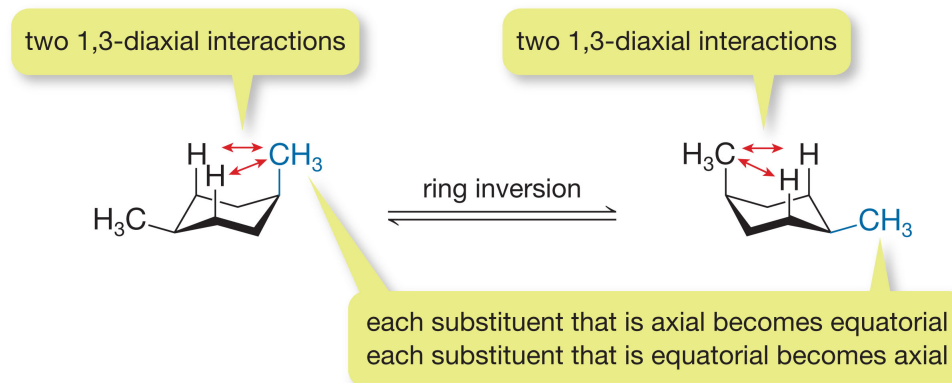 two 1,3-diaxial interactions
two 1,3-diaxial interactions
H
CH₃
H
H₃C
ring inversion
H₃C
H
H
CH₃
each substituent that is axial becomes equatorial
each substituent that is equatorial becomes axial